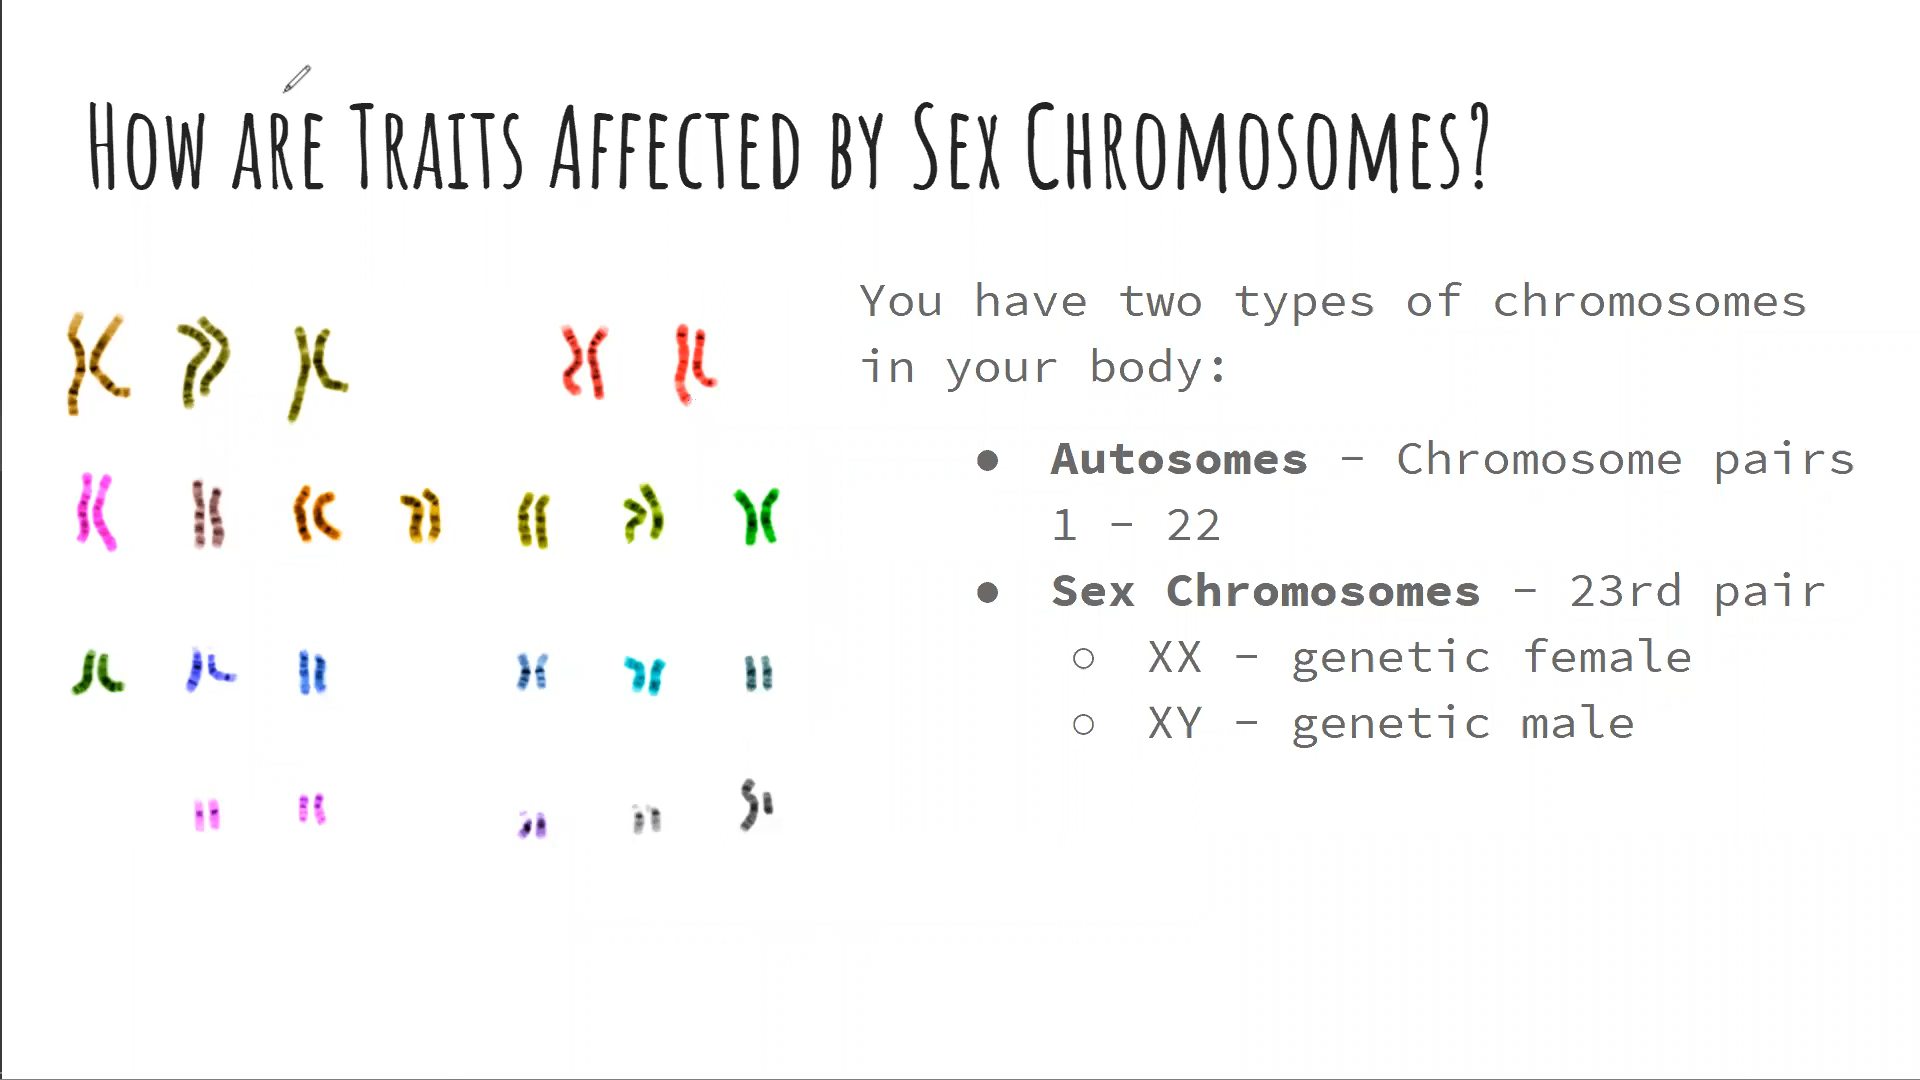 How are Traits Affected by Sex Chromosomes?
You have two types of chromosomes
in your body:
● Autosomes - Chromosome pairs
1 - 22
● Sex Chromosomes - 23rd pair
○ XX - genetic female
○ XY - genetic male